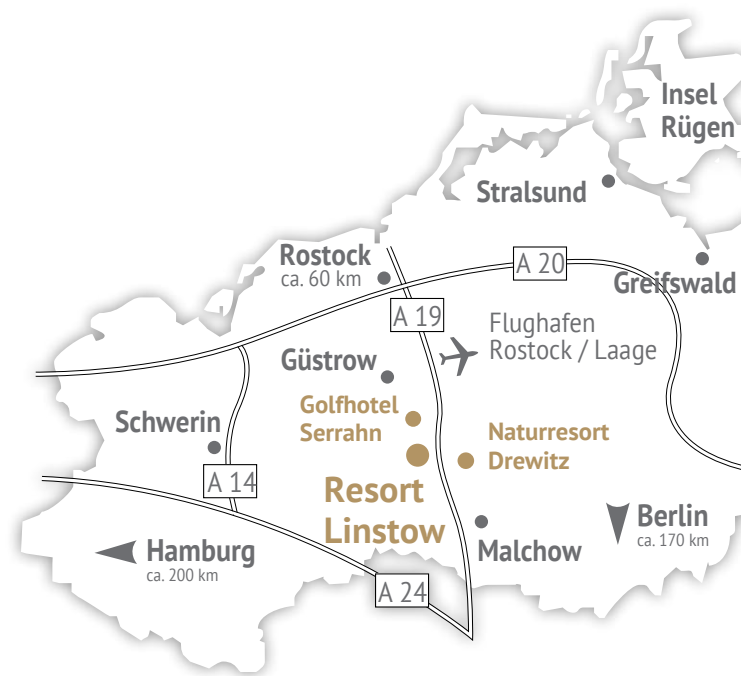 Insel
Rügen
Stralsund
Rostock
ca. 60 km
A 20
Greifswald
A 19
Flughafen
Rostock / Laage
Güstrow
Golfhotel
Serrahn
Schwerin
Naturresort
Drewitz
A 14
Resort
Linstow
Malchow
Berlin
ca. 170 km
Hamburg
ca. 200 km
A 24